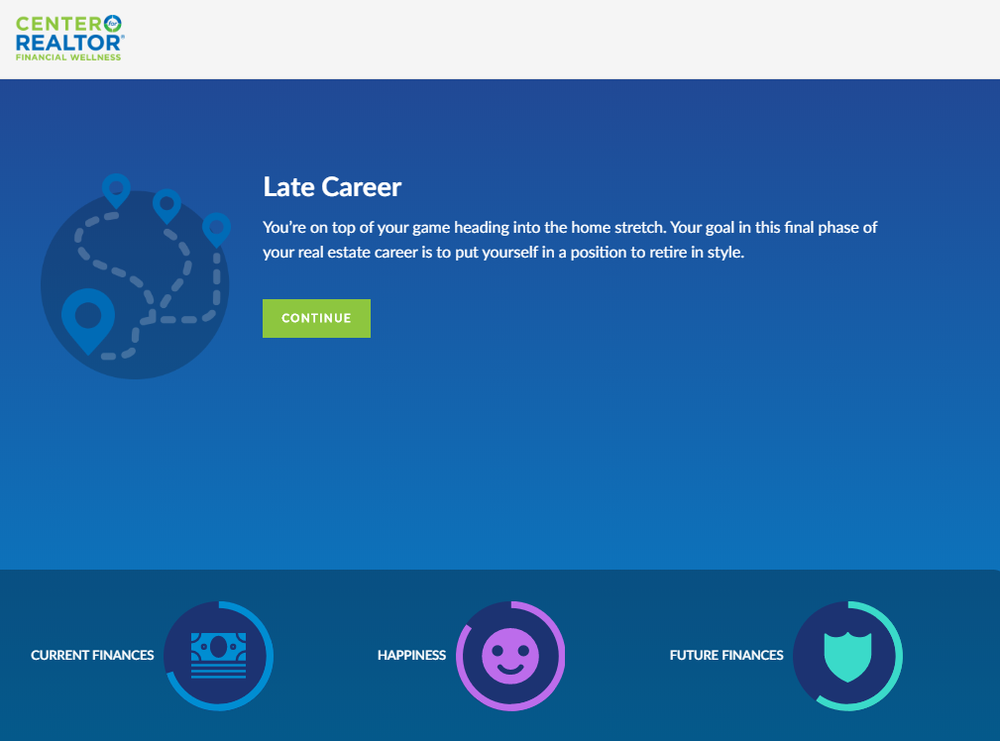 CENTER for
REALTOR®
FINANCIAL WELLNESS
Late Career
You're on top of your game heading into the home stretch. Your goal in this final phase of
your real estate career is to put yourself in a position to retire in style.
CONTINUE
CURRENT FINANCES
HAPPINESS
FUTURE FINANCES